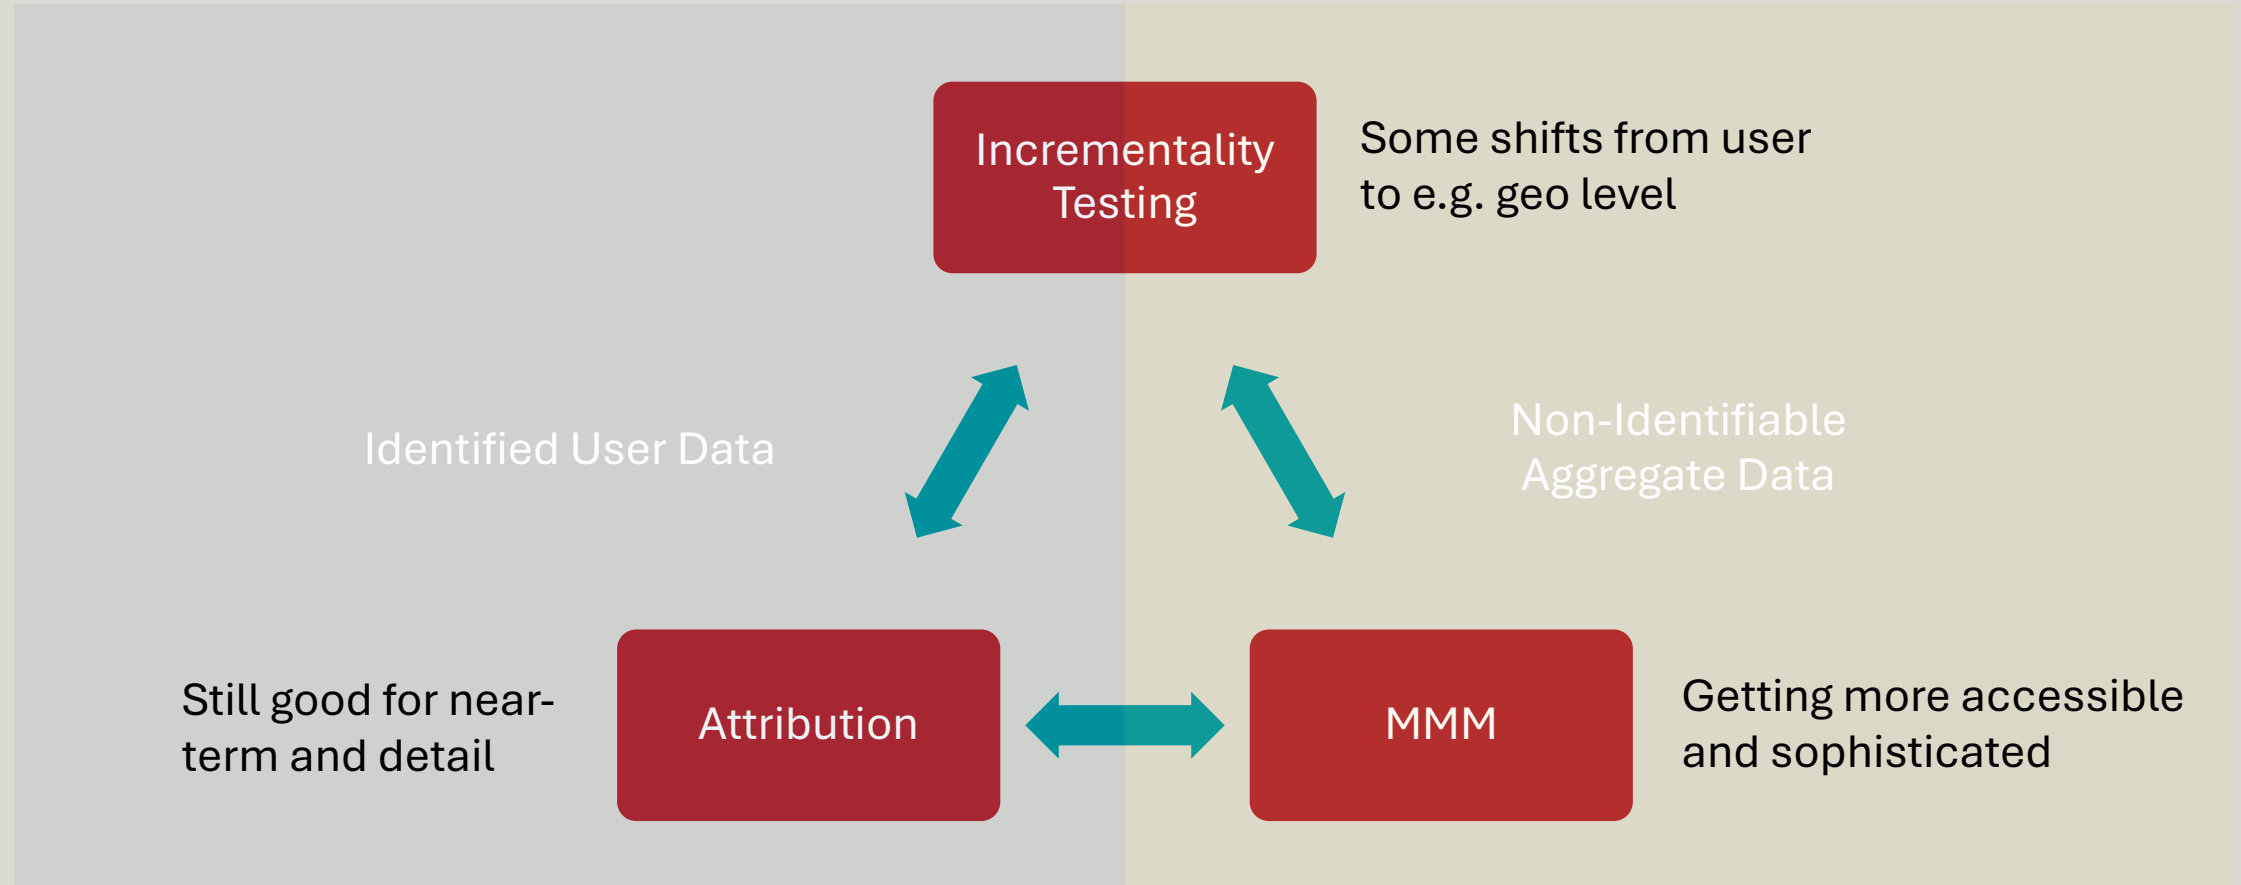 Incrementality
Testing
Some shifts from user
to e.g. geo level
Identified User Data
Non-Identifiable
Aggregate Data
Still good for near-
term and detail
Attribution
MMM
Getting more accessible
and sophisticated